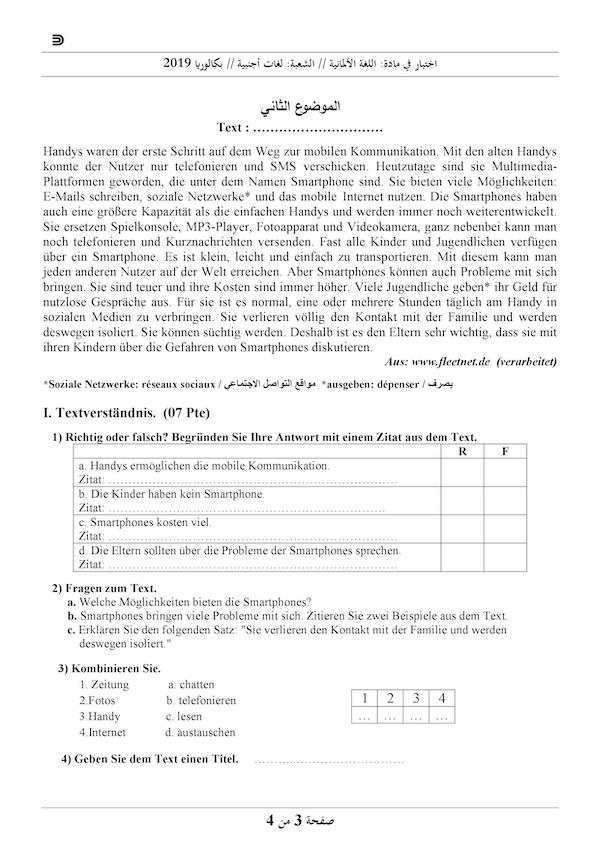 اختبار في مادة: اللغة الألمانية // الشعبة: لغات أجنبية // بكالوريا 2019
الموضوع الثاني
Text : ..............................
Handys waren der erste Schritt auf dem Weg zur mobilen Kommunikation. Mit den alten Handys
konnte der Nutzer nur telefonieren und SMS verschicken. Heutzutage sind sie Multimedia-
Plattformen geworden, die unter dem Namen Smartphone sind. Sie bieten viele Möglichkeiten:
E-Mails schreiben, soziale Netzwerke* und das mobile Internet nutzen. Die Smartphones haben
auch eine größere Kapazität als die einfachen Handys und werden immer noch weiterentwickelt.
Sie ersetzen Spielkonsole, MP3-Player, Fotoapparat und Videokamera, ganz nebenbei kann man
noch telefonieren und Kurznachrichten versenden. Fast alle Kinder und Jugendlichen verfügen
über ein Smartphone. Es ist klein, leicht und einfach zu transportieren. Mit diesem kann man
jeden anderen Nutzer auf der Welt erreichen. Aber Smartphones können auch Probleme mit sich
bringen. Sie sind teuer und ihre Kosten sind immer höher. Viele Jugendliche geben* ihr Geld für
nutzlose Gespräche aus. Für sie ist es normal, eine oder mehrere Stunden täglich am Handy in
sozialen Medien zu verbringen. Sie verlieren völlig den Kontakt mit der Familie und werden
deswegen isoliert. Sie können süchtig werden. Deshalb ist es den Eltern sehr wichtig, dass sie mit
ihren Kindern über die Gefahren von Smartphones diskutieren.
Aus: www.fleetnet.de (verarbeitet)
*Soziale Netzwerke: réseaux sociaux / مواقع التواصل الاجتماعي *ausgeben: dépenser / يصرف
I. Textverständnis. (07 Pte)
1) Richtig oder falsch? Begründen Sie Ihre Antwort mit einem Zitat aus dem Text.
R F
a. Handys ermöglichen die mobile Kommunikation.
Zitat: ……………………………………………………………
b. Die Kinder haben kein Smartphone.
Zitat: …………………………………………………………
c. Smartphones kosten viel.
Zitat: ……………………………………………………………
d. Die Eltern sollten über die Probleme der Smartphones sprechen.
Zitat: ……………………………………………………………
2) Fragen zum Text.
a. Welche Möglichkeiten bieten die Smartphones?
b. Smartphones bringen viele Probleme mit sich. Zitieren Sie zwei Beispiele aus dem Text.
c. Erklären Sie den folgenden Satz: "Sie verlieren den Kontakt mit der Familie und werden
deswegen isoliert."
3) Kombinieren Sie.
1. Zeitung a. chatten
2.Fotos b. telefonieren
3.Handy c. lesen
4.Internet d. austauschen
1 2 3 4
… … … …
4) Geben Sie dem Text einen Titel. ………..……………………
صفحة 3 من 4